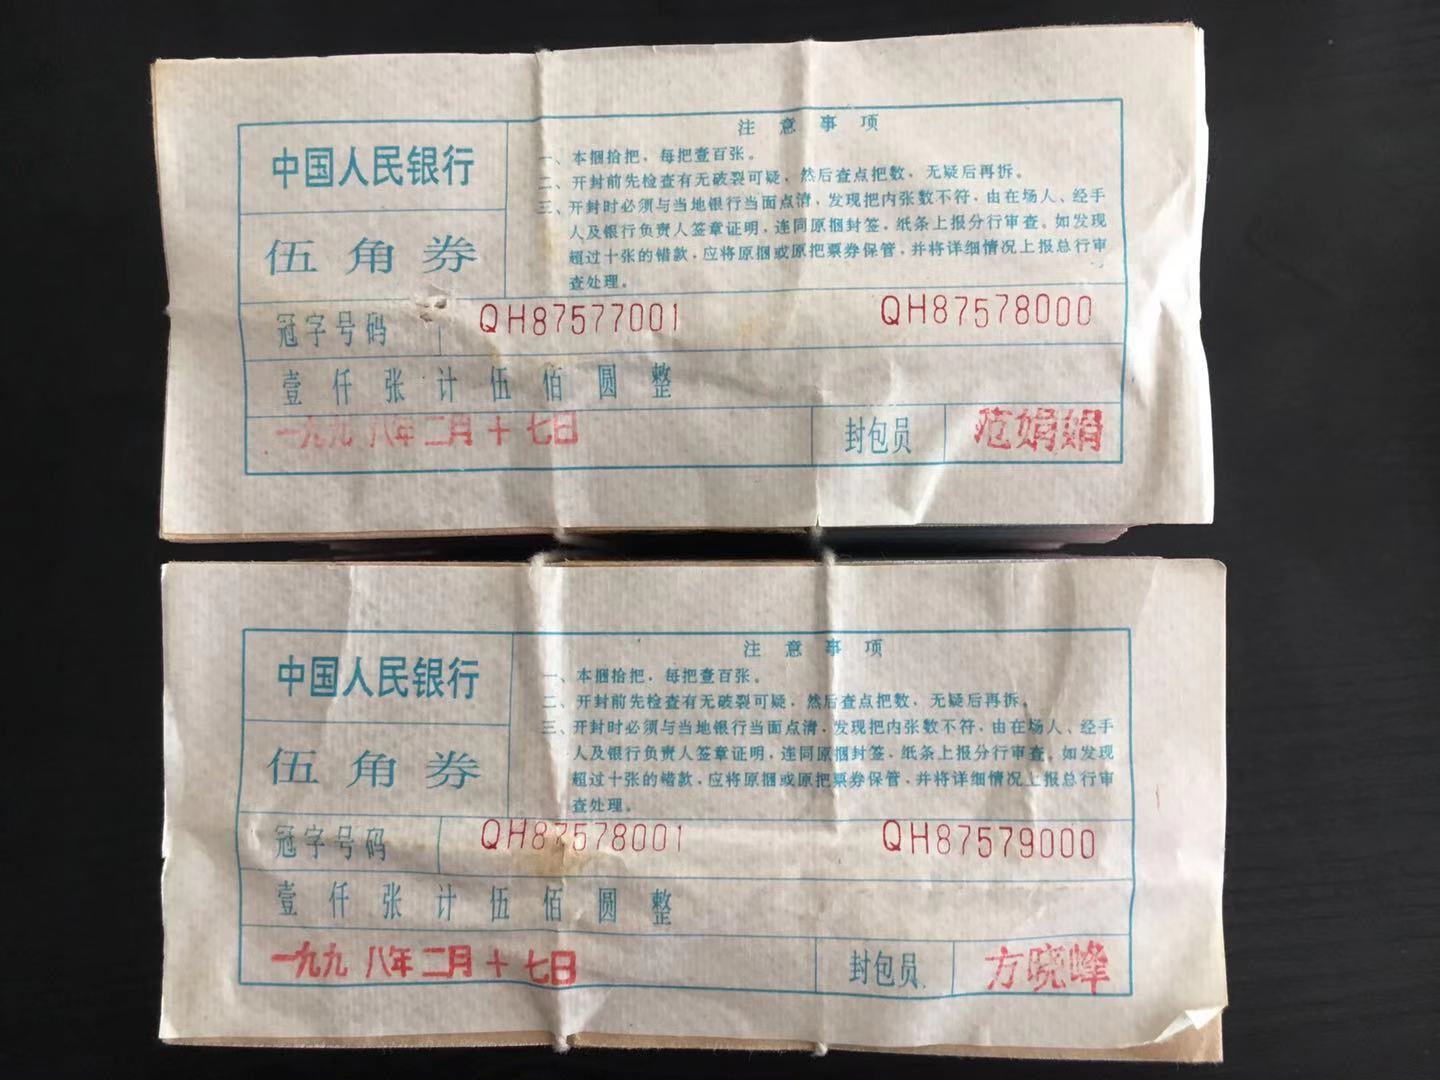 中国人民银行
伍角券
注意事项
一、本捆拾把，每把壹百张。
二、开封前先检查有无破裂可疑，然后查点把数，无疑后再拆。
三、开封时必须与当地银行当面点清，发现把内张数不符，由在场人、经手
人及银行负责人签章证明，连同原捆封签，纸条上报分行审查。如发现
超过十张的错款，应将原捆或原把票券保管，并将详细情况上报总行审
查处理。
冠字号码 QH87577001 QH87578000
壹仟张计伍佰圆整
一九九八年二月十七日 封包员 范娟娟
中国人民银行
伍角券
注意事项
一、本捆拾把，每把壹百张。
二、开封前先检查有无破裂可疑，然后查点把数，无疑后再拆。
三、开封时必须与当地银行当面点清，发现把内张数不符，由在场人、经手
人及银行负责人签章证明，连同原捆封签，纸条上报分行审查。如发现
超过十张的错款，应将原捆或原把票券保管，并将详细情况上报总行审
查处理。
冠字号码 QH87578001 QH87579000
壹仟张计伍佰圆整
一九九八年二月十七日 封包员 方晓峰